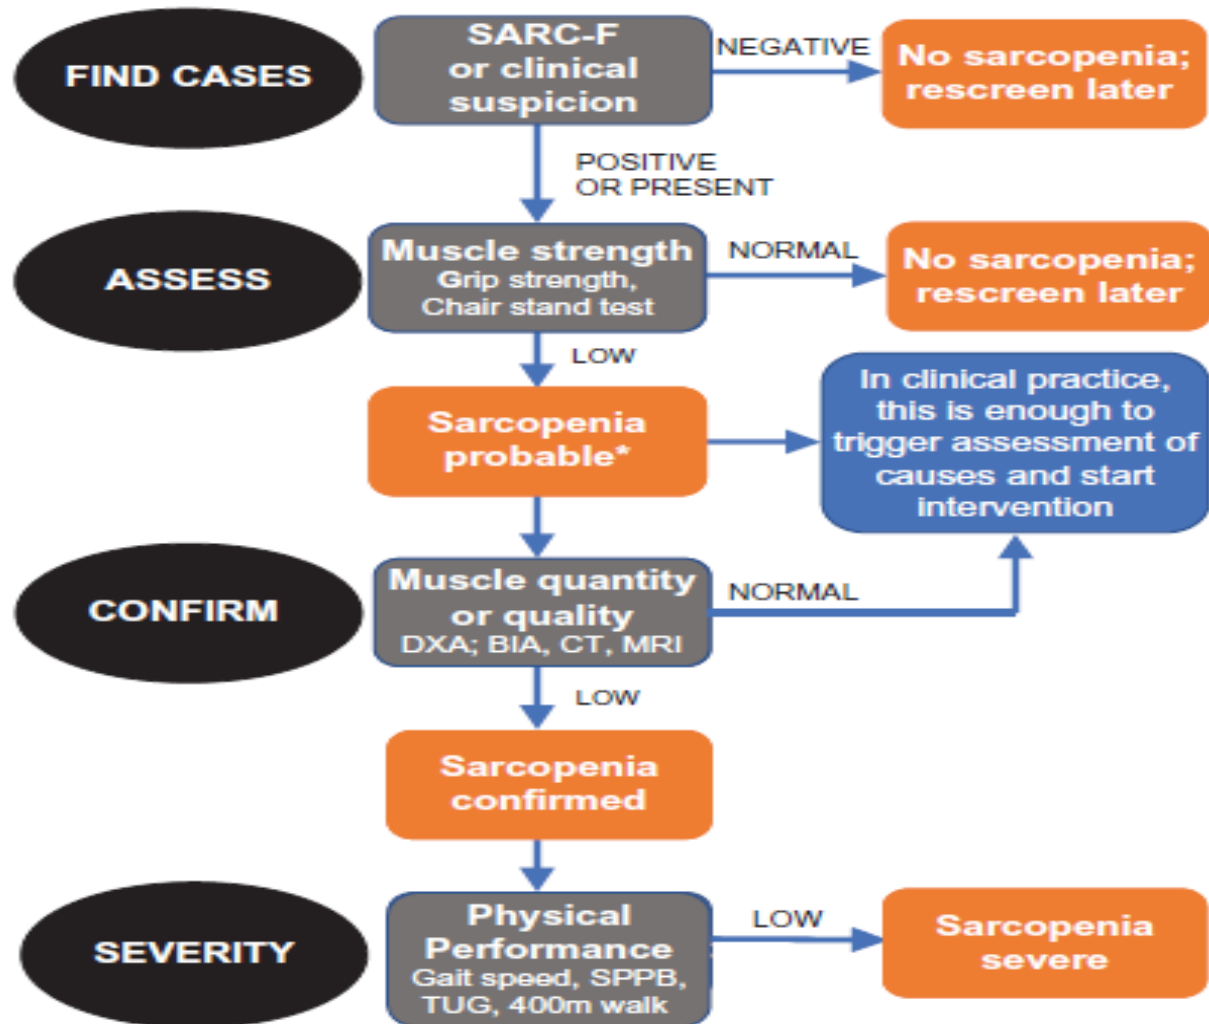 FIND CASES
SARC-F
or clinical
suspicion
NEGATIVE
No sarcopenia;
rescreen later
POSITIVE
OR PRESENT
ASSESS
Muscle strength
Grip strength,
Chair stand test
NORMAL
No sarcopenia;
rescreen later
LOW
Sarcopenia
probable*
In clinical practice,
this is enough to
trigger assessment of
causes and start
intervention
CONFIRM
Muscle quantity
or quality
DXA; BIA, CT, MRI
NORMAL
LOW
Sarcopenia
confirmed
SEVERITY
Physical
Performance
Gait speed, SPPB,
TUG, 400m walk
LOW
Sarcopenia
severe